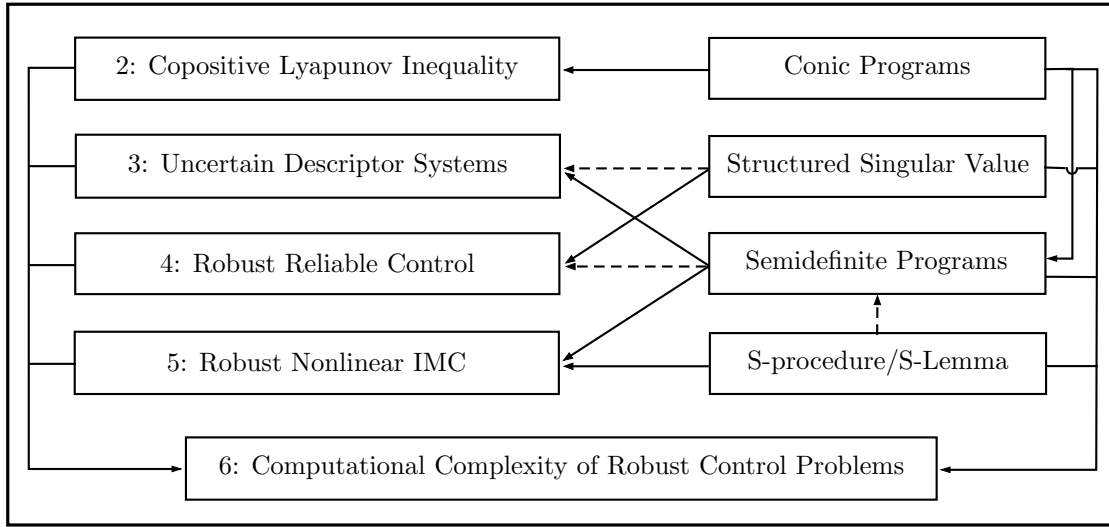 2: Copositive Lyapunov Inequality
Conic Programs
3: Uncertain Descriptor Systems
Structured Singular Value
4: Robust Reliable Control
Semidefinite Programs
5: Robust Nonlinear IMC
S-procedure/S-Lemma
6: Computational Complexity of Robust Control Problems